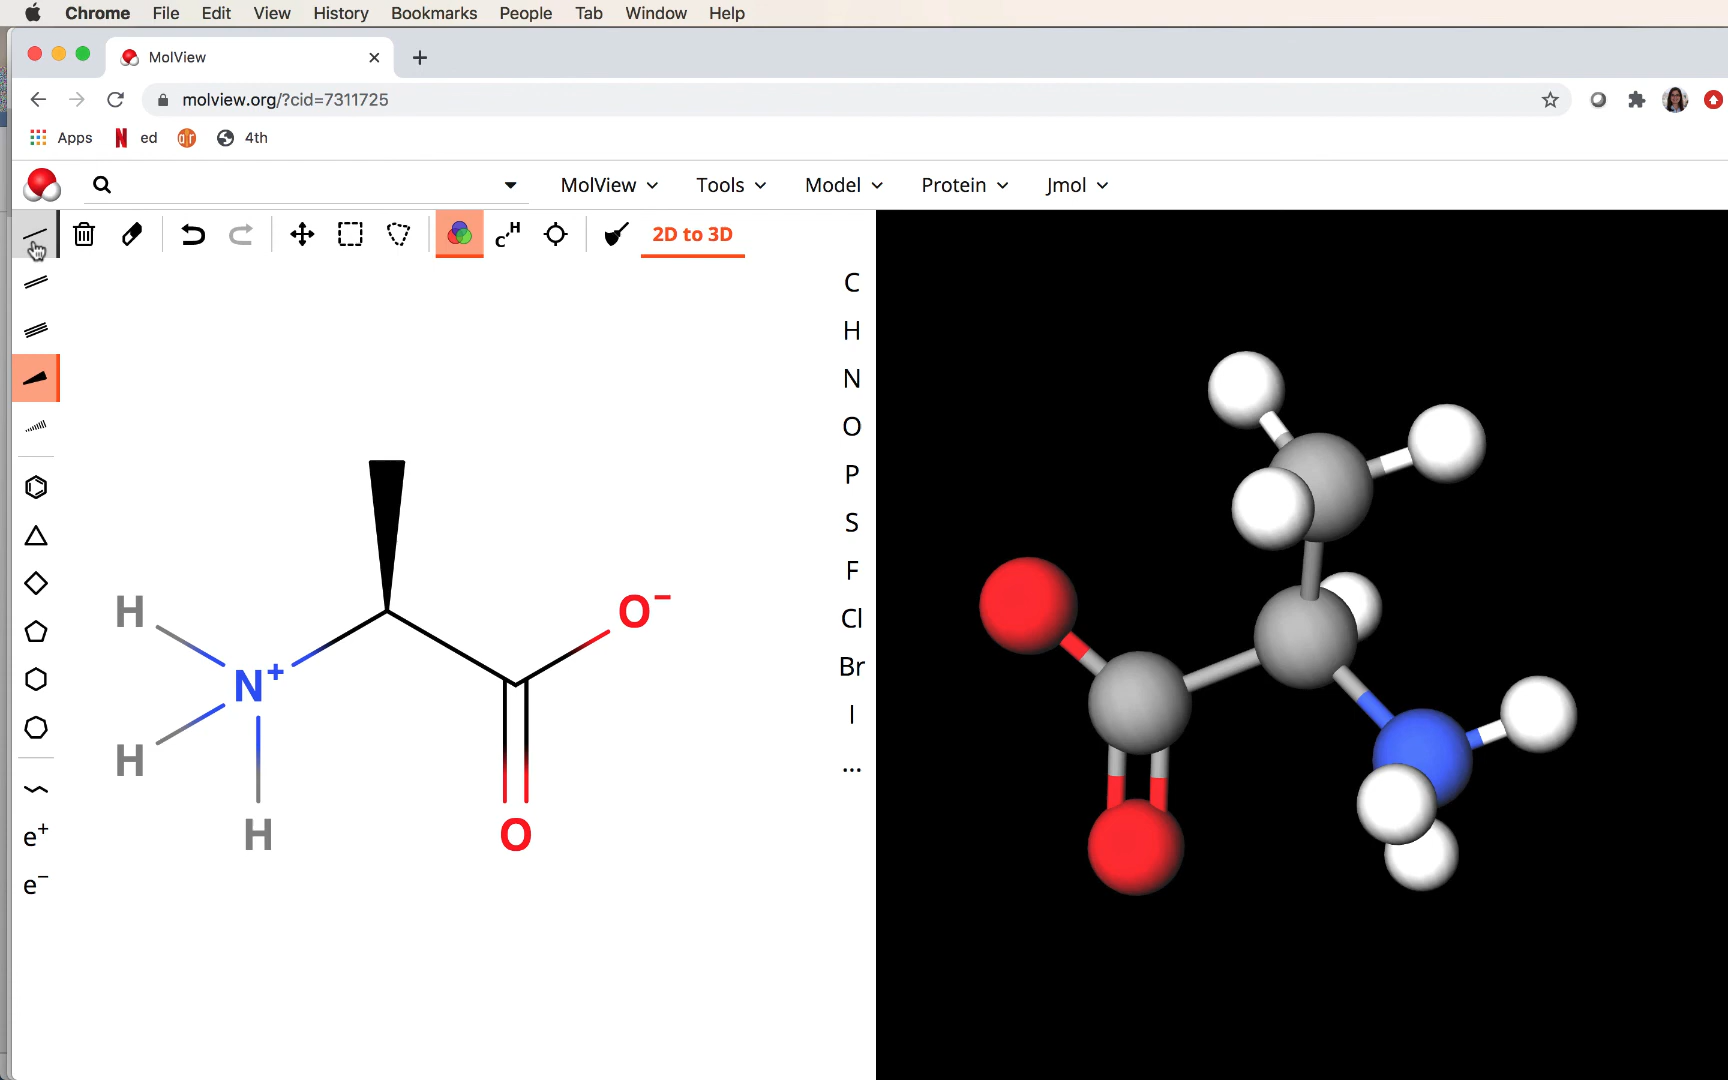 Chrome File Edit View History Bookmarks People Tab Window Help
MolView
molview.org/?cid=7311725
Apps N ed 4th
MolView Tools Model Protein Jmol
C H 2D to 3D
C
H
N
O
P
S
F
Cl
Br
I
...
e⁺
e⁻
H O⁻
N⁺
H
H O